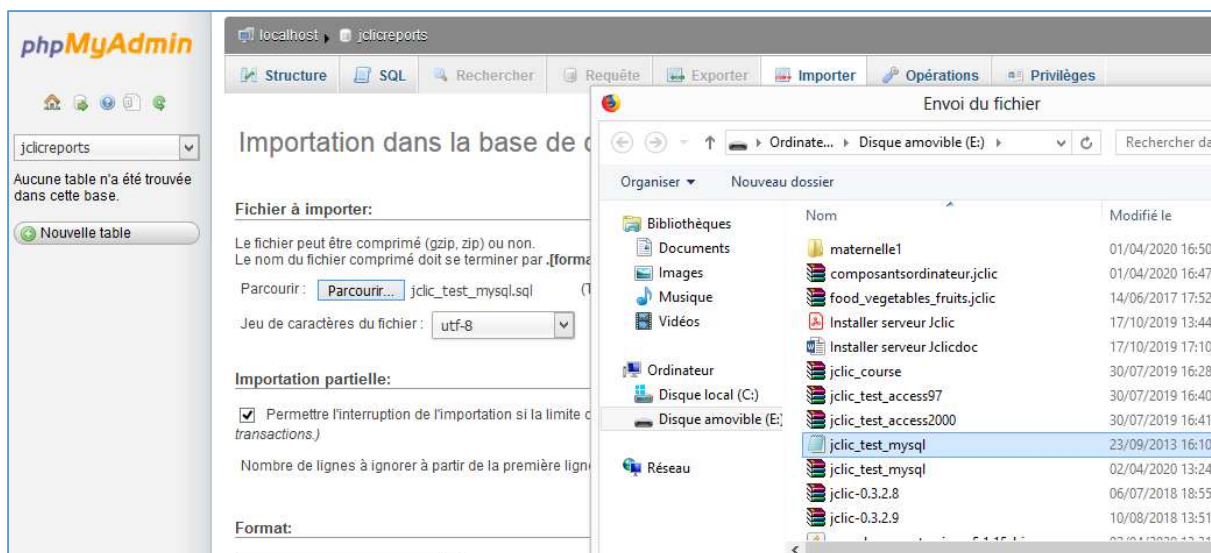 phpMyAdmin
localhost
jclicreports
Structure
SQL
Rechercher
Requête
Exporter
Importer
Opérations
Privilèges
jclicreports
Aucune table n'a été trouvée
dans cette base.
Nouvelle table
Importation dans la base de
Fichier à importer:
Le fichier peut être comprimé (gzip, zip) ou non.
Le nom du fichier comprimé doit se terminer par .[forma
Parcourir :
Parcourir...
jclic_test_mysql.sql
(T
Jeu de caractères du fichier :
utf-8
Importation partielle:
Permettre l'interruption de l'importation si la limite
transactions.)
Nombre de lignes à ignorer à partir de la première lign
Format:
Envoi du fichier
Ordinate...
Disque amovible (E:)
Rechercher da
Organiser
Nouveau dossier
Bibliothèques
Documents
Images
Musique
Vidéos
Ordinateur
Disque local (C:)
Disque amovible (E:
Réseau
Nom Modifié le
maternelle1 01/04/2020 16:50
composantsordinateur.jclic 01/04/2020 16:47
food_vegetables_fruits.jclic 14/06/2017 17:52
Installer serveur Jclic 17/10/2019 13:44
Installer serveur Jclicdoc 17/10/2019 17:10
jclic_course 30/07/2019 16:28
jclic_test_access97 30/07/2019 16:40
jclic_test_access2000 30/07/2019 16:41
jclic_test_mysql 23/09/2013 16:10
jclic_test_mysql 02/04/2020 13:24
jclic-0.3.2.8 06/07/2018 18:55
jclic-0.3.2.9 10/08/2018 13:51